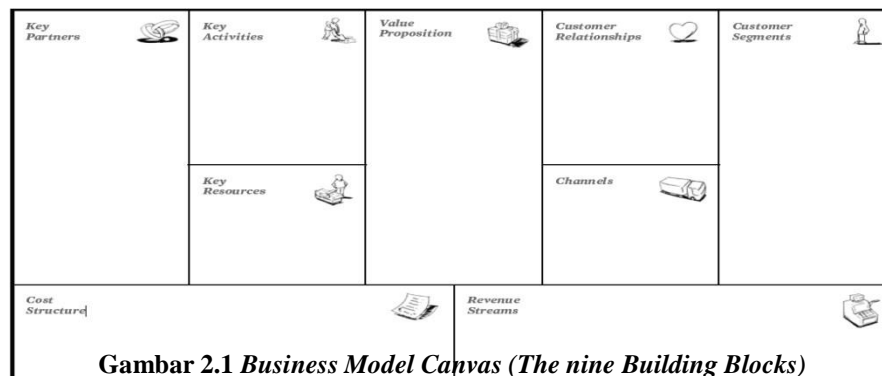 Key
Partners
Key
Activities
Value
Proposition
Customer
Relationships
Customer
Segments
Key
Resources
Channels
Cost
Structure
Revenue
Streams
Gambar 2.1 Business Model Canvas (The nine Building Blocks)